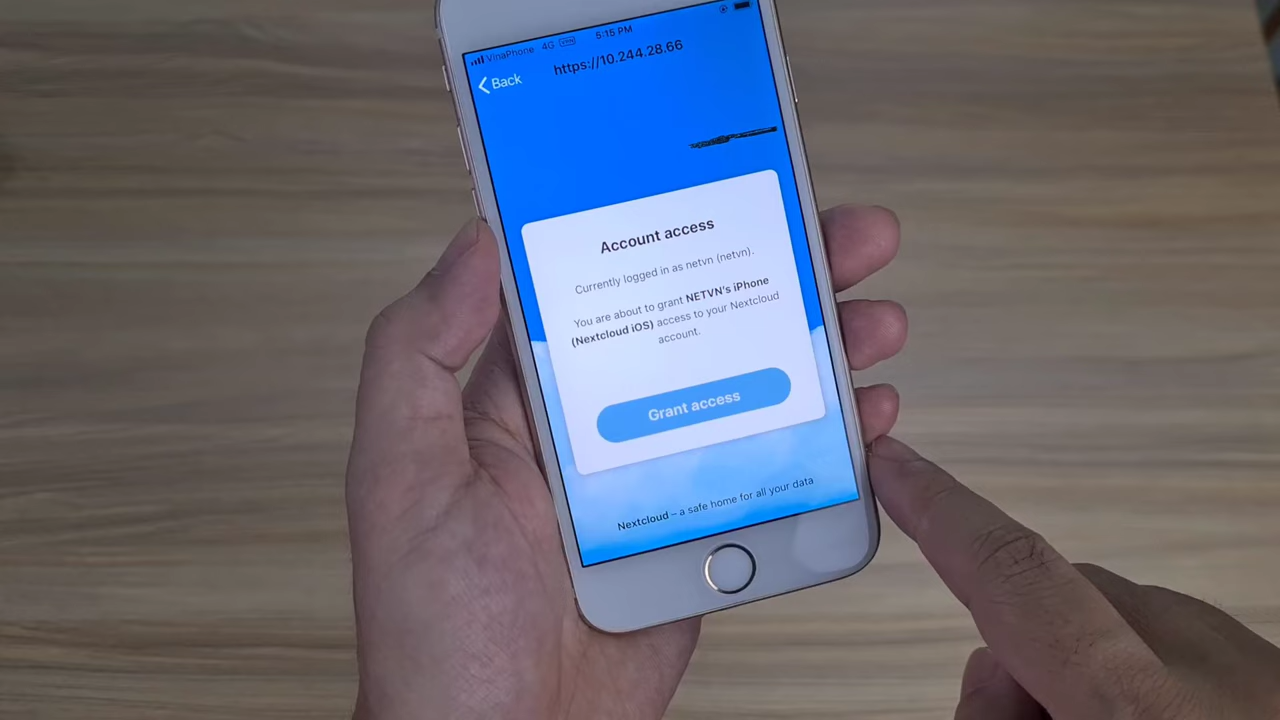 VinaPhone 4G VPN 5:15 PM
Back
https://10.244.28.66
Account access
Currently logged in as netvn (netvn).
You are about to grant NETVN's iPhone
(Nextcloud iOS) access to your Nextcloud
account.
Grant access
Nextcloud – a safe home for all your data